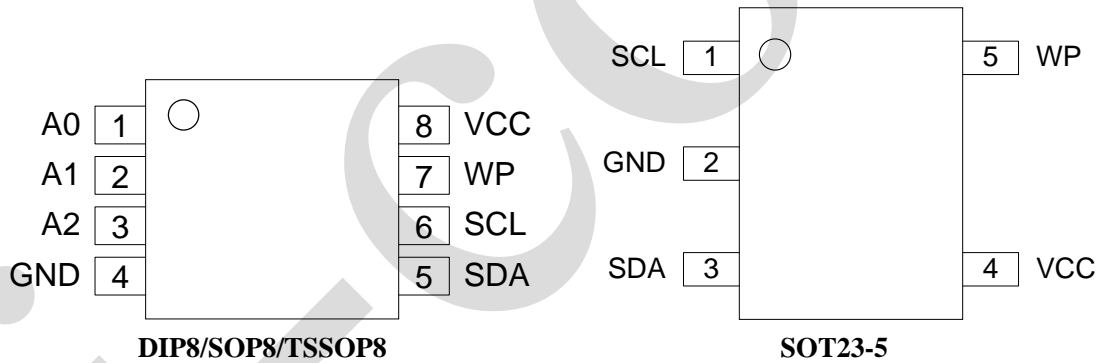 A0 1
A1 2
A2 3
GND 4
8 VCC
7 WP
6 SCL
5 SDA
DIP8/SOP8/TSSOP8
SCL 1
GND 2
SDA 3
5 WP
4 VCC
SOT23-5